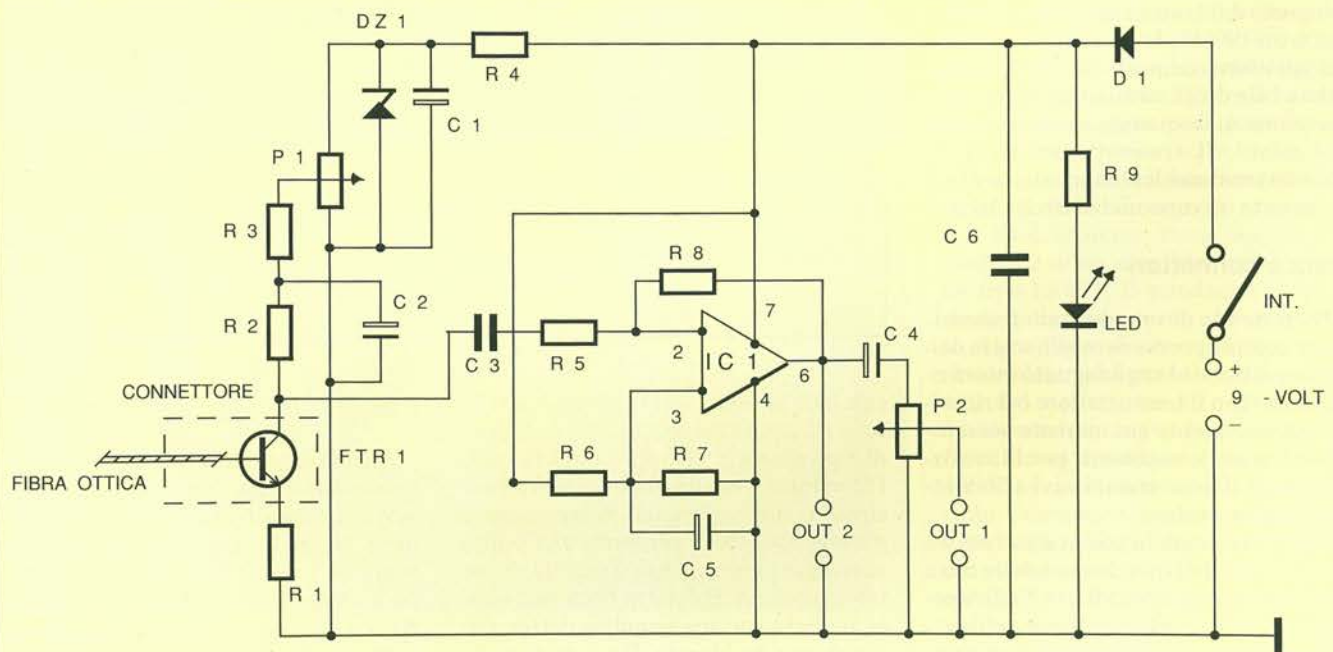 DZ 1
R 4
C 1
D 1
P 1
R 9
R 3
C 6
R 8
INT.
C 2
R 2
7
LED
C 4
C 3
R 5
2
IC 1
6
+
9 - VOLT
–
4
3
P 2
CONNETTORE
FTR 1
R 6
R 7
FIBRA OTTICA
OUT 2
OUT 1
C 5
R 1